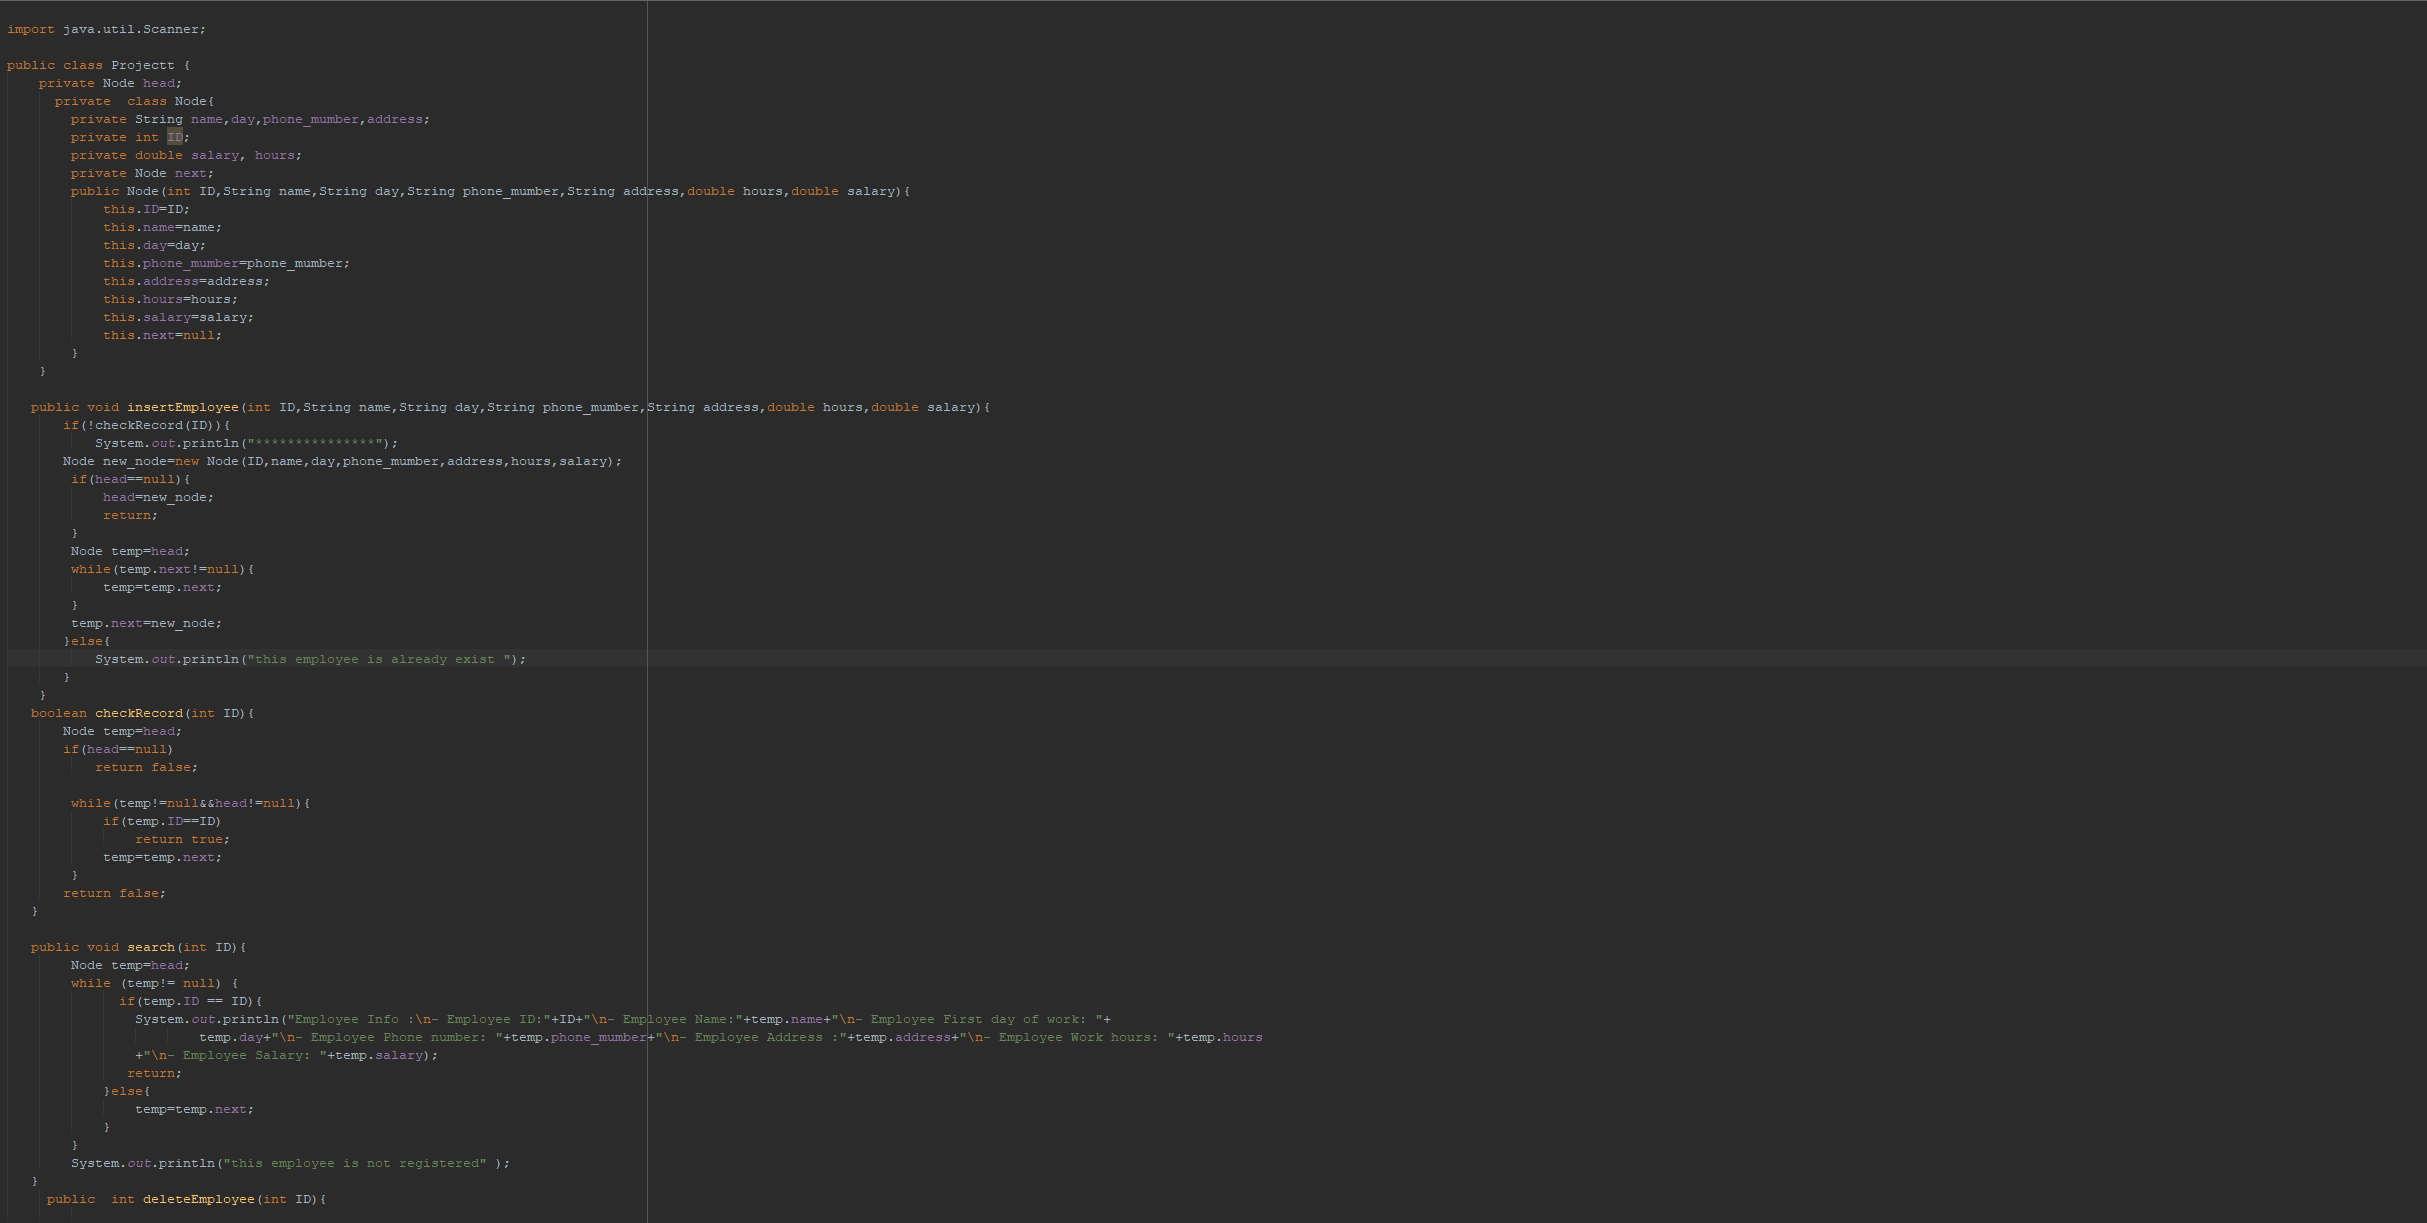 import java.util.Scanner;
public class Projectt {
private Node head;
private  class Node{
private String name,day,phone_mumber,address;
private int ID;
private double salary, hours;
private Node next;
public Node(int ID,String name,String day,String phone_mumber,String address,double hours,double salary){
this.ID=ID;
this.name=name;
this.day=day;
this.phone_mumber=phone_mumber;
this.address=address;
this.hours=hours;
this.salary=salary;
this.next=null;
}
}
public void insertEmployee(int ID,String name,String day,String phone_mumber,String address,double hours,double salary){
if(!checkRecord(ID)){
System.out.println("***************");
Node new_node=new Node(ID,name,day,phone_mumber,address,hours,salary);
if(head==null){
head=new_node;
return;
}
Node temp=head;
while(temp.next!=null){
temp=temp.next;
}
temp.next=new_node;
}else{
System.out.println("this employee is already exist ");
}
}
boolean checkRecord(int ID){
Node temp=head;
if(head==null)
return false;
while(temp!=null&&head!=null){
if(temp.ID==ID)
return true;
temp=temp.next;
}
return false;
}
public void search(int ID){
Node temp=head;
while (temp!= null) {
if(temp.ID == ID){
System.out.println("Employee Info :\n- Employee ID:"+ID+"\n- Employee Name:"+temp.name+"\n- Employee First day of work: "+
temp.day+"\n- Employee Phone number: "+temp.phone_mumber+"\n- Employee Address :"+temp.address+"\n- Employee Work hours: "+temp.hours
+"\n- Employee Salary: "+temp.salary);
return;
}else{
temp=temp.next;
}
}
System.out.println("this employee is not registered" );
}
public  int deleteEmployee(int ID){